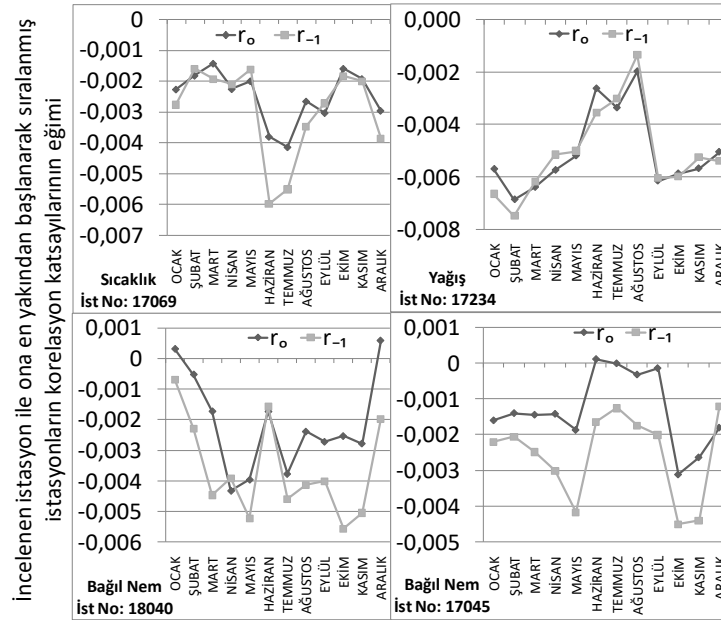 İncelenen istasyon ile ona en yakından başlanarak sıralanmış
istasyonların korelasyon katsayılarının eğimi
-0,001
-0,002
-0,003
-0,004
-0,005
-0,006
-0,007
r₀ r₋₁
OCAK
ŞUBAT
MART
NİSAN
MAYIS
HAZİRAN
TEMMUZ
AĞUSTOS
EYLÜL
EKİM
KASIM
ARALIK
Sıcaklık
İst No: 17069
0,000
-0,002
-0,004
-0,006
-0,008
r₀ r₋₁
OCAK
ŞUBAT
MART
NİSAN
MAYIS
HAZİRAN
TEMMUZ
AĞUSTOS
EYLÜL
EKİM
KASIM
ARALIK
Yağış
İst No: 17234
0,001
0
-0,001
-0,002
-0,003
-0,004
-0,005
-0,006
r₀ r₋₁
OCAK
ŞUBAT
MART
NİSAN
MAYIS
HAZİRAN
TEMMUZ
AĞUSTOS
EYLÜL
EKİM
KASIM
ARALIK
Bağıl Nem
İst No: 18040
0,001
0
-0,001
-0,002
-0,003
-0,004
-0,005
r₀ r₋₁
OCAK
ŞUBAT
MART
NİSAN
MAYIS
HAZİRAN
TEMMUZ
AĞUSTOS
EYLÜL
EKİM
KASIM
ARALIK
Bağıl Nem
İst No: 17045